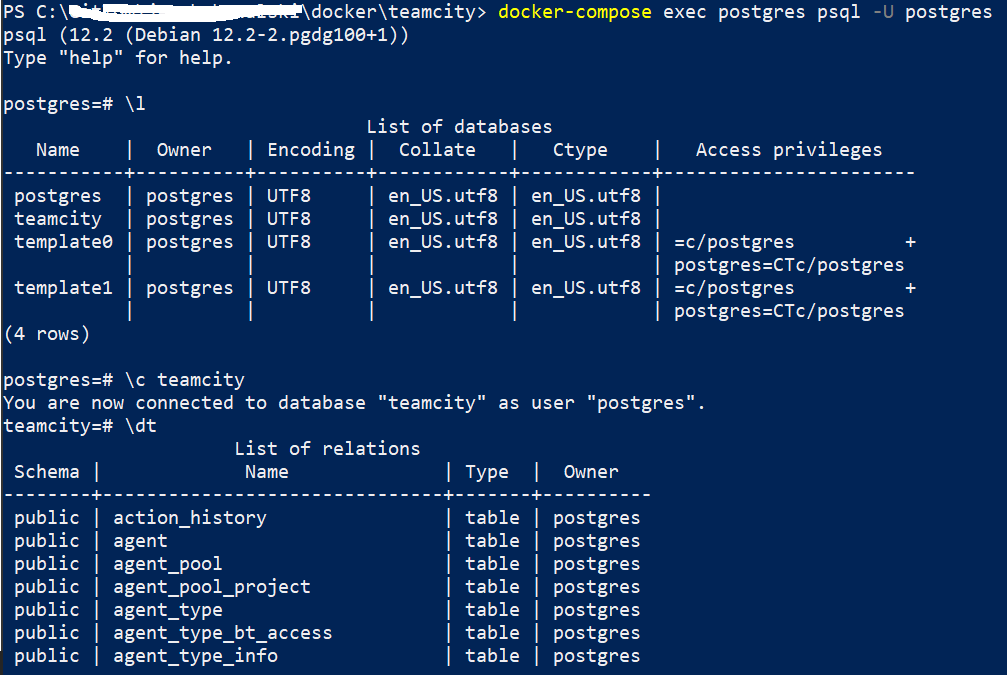 PS C:\ \docker\teamcity> docker-compose exec postgres psql -U postgres
psql (12.2 (Debian 12.2-2.pgdg100+1))
Type "help" for help.

postgres=# \l
                                 List of databases
   Name    |  Owner   | Encoding |  Collate   |   Ctype    |   Access privileges
-----------+----------+----------+------------+------------+-----------------------
 postgres  | postgres | UTF8     | en_US.utf8 | en_US.utf8 |
 teamcity  | postgres | UTF8     | en_US.utf8 | en_US.utf8 |
 template0 | postgres | UTF8     | en_US.utf8 | en_US.utf8 | =c/postgres          +
           |          |          |            |            | postgres=CTc/postgres
 template1 | postgres | UTF8     | en_US.utf8 | en_US.utf8 | =c/postgres          +
           |          |          |            |            | postgres=CTc/postgres
(4 rows)

postgres=# \c teamcity
You are now connected to database "teamcity" as user "postgres".
teamcity=# \dt
                     List of relations
 Schema |             Name              | Type  |  Owner
--------+-------------------------------+-------+----------
 public | action_history                | table | postgres
 public | agent                         | table | postgres
 public | agent_pool                    | table | postgres
 public | agent_pool_project            | table | postgres
 public | agent_type                    | table | postgres
 public | agent_type_bt_access          | table | postgres
 public | agent_type_info               | table | postgres